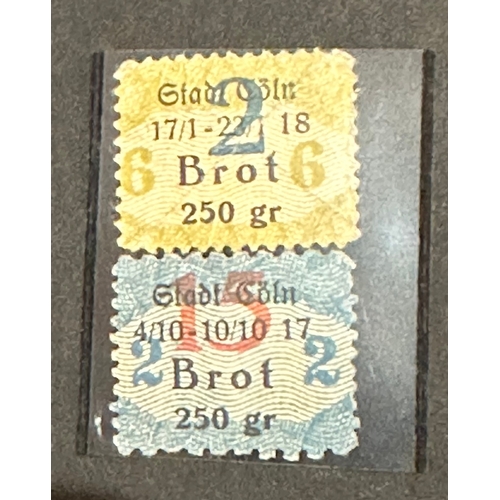 Stadt Cöln
2
17/1-23/1 18
6 Brot 6
250 gr
Stadt Cöln
15
4/10-10/10 17
2 Brot 2
250 gr